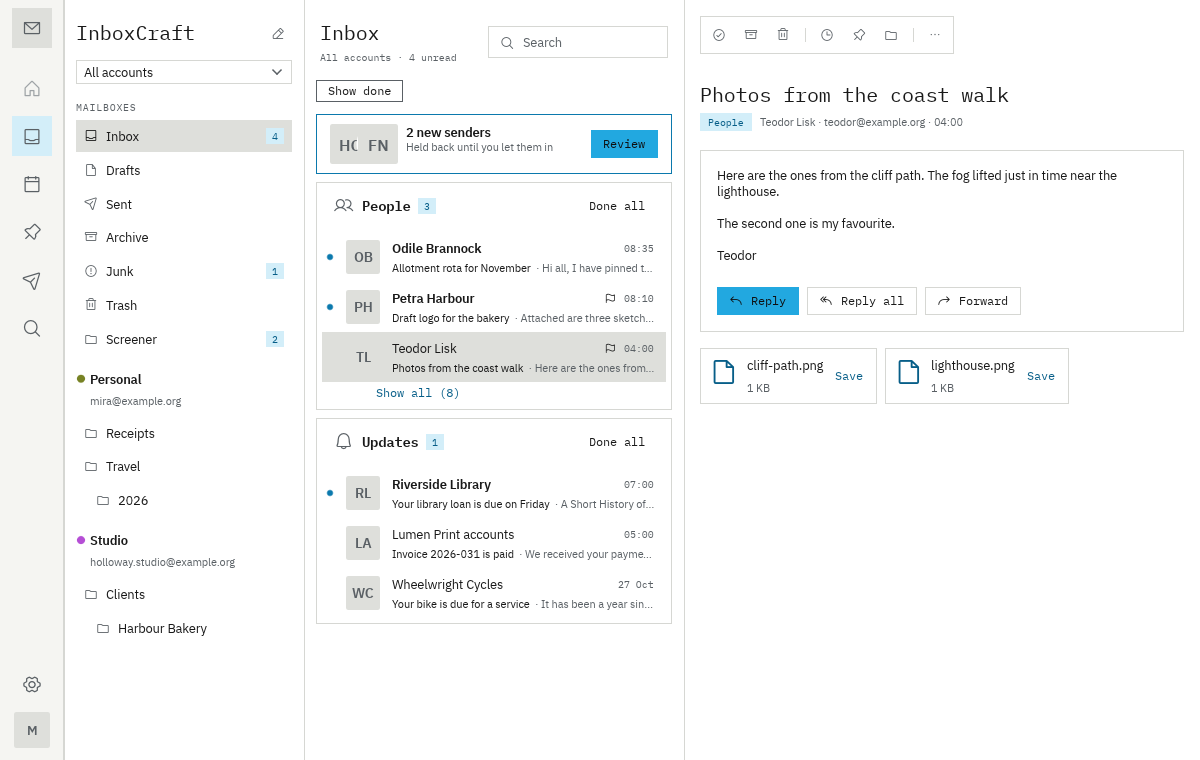 InboxCraft
All accounts
MAILBOXES
Inbox 4
Drafts
Sent
Archive
Junk 1
Trash
Screener 2
Personal
mira@example.org
Receipts
Travel
2026
Studio
holloway.studio@example.org
Clients
Harbour Bakery
M
Inbox
All accounts · 4 unread
Search
Show done
FN
2 new senders
Held back until you let them in
Review
People 3
Done all
OB
Odile Brannock 08:35
Allotment rota for November · Hi all, I have pinned t…
PH
Petra Harbour 08:10
Draft logo for the bakery · Attached are three sketch…
TL
Teodor Lisk 04:00
Photos from the coast walk · Here are the ones from…
Show all (8)
Updates 1
Done all
RL
Riverside Library 07:00
Your library loan is due on Friday · A Short History of…
LA
Lumen Print accounts 05:00
Invoice 2026-031 is paid · We received your payme…
WC
Wheelwright Cycles 27 Oct
Your bike is due for a service · It has been a year sin…
Photos from the coast walk
People Teodor Lisk · teodor@example.org · 04:00
Here are the ones from the cliff path. The fog lifted just in time near the
lighthouse.
The second one is my favourite.
Teodor
Reply
Reply all
Forward
cliff-path.png
1 KB
Save
lighthouse.png
1 KB
Save